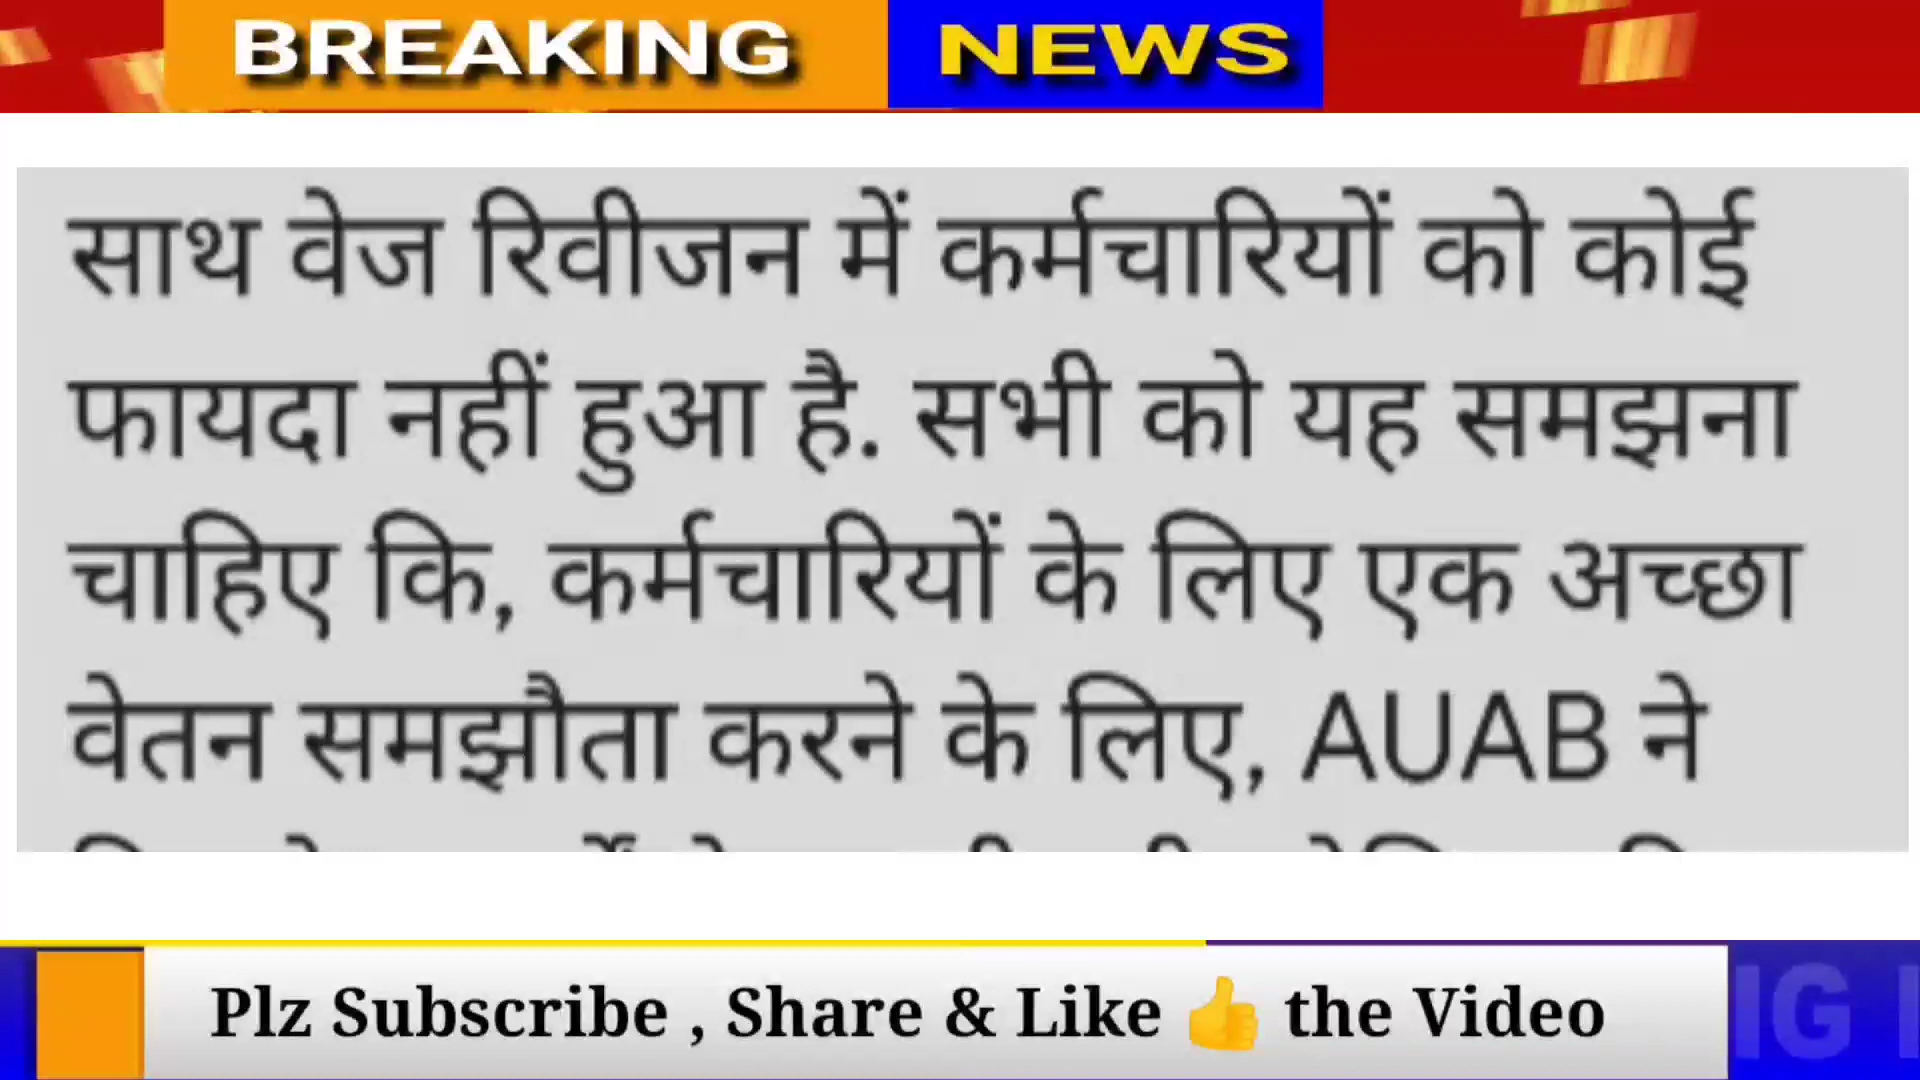 BREAKING NEWS
साथ वेज रिवीजन में कर्मचारियों को कोई
फायदा नहीं हुआ है. सभी को यह समझना
चाहिए कि, कर्मचारियों के लिए एक अच्छा
वेतन समझौता करने के लिए, AUAB ने
Plz Subscribe , Share & Like 👍 the Video